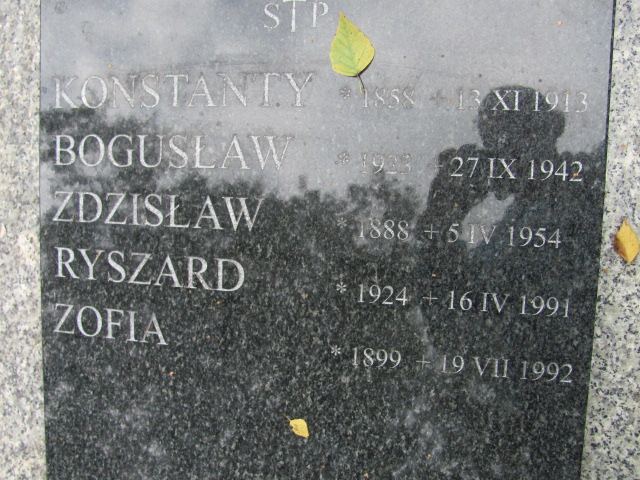 STP
KONSTANTY * 1858 + 13 XI 1913
BOGUSŁAW * 1923 + 27 IX 1942
ZDZISŁAW * 1888 + 5 IV 1954
RYSZARD * 1924 + 16 IV 1991
ZOFIA * 1899 + 19 VII 1992